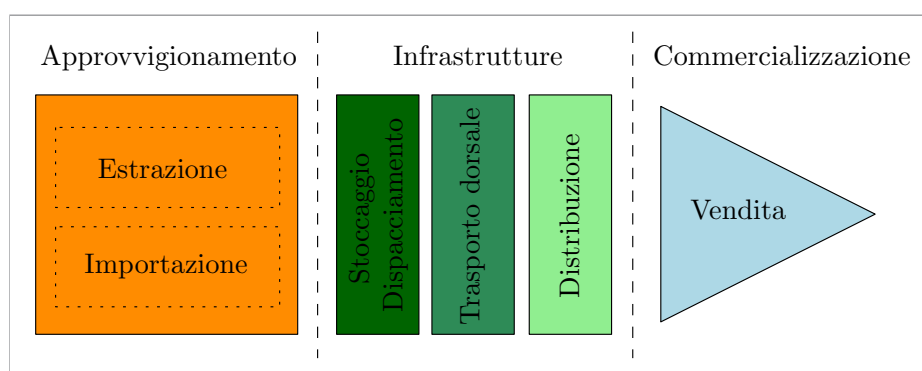 Approvvigionamento
Infrastrutture
Commercializzazione
Estrazione
Importazione
Stoccaggio
Dispacciamento
Trasporto dorsale
Distribuzione
Vendita